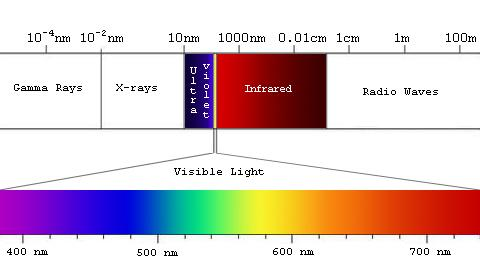 10⁻⁴nm 10⁻²nm 10nm 1000nm 0.01cm 1cm 1m 100m
Gamma Rays X-rays Ultra Violet Infrared Radio Waves
Visible Light
400 nm 500 nm 600 nm 700 nm